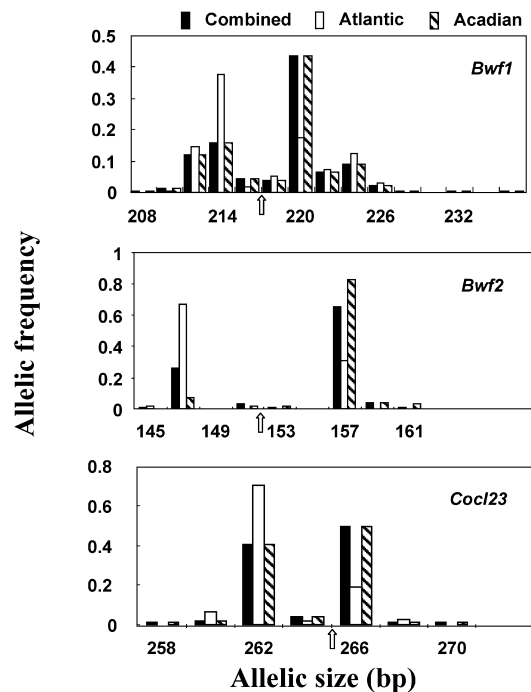 Combined Atlantic Acadian
0.5
Bwf1
0.4
0.3
0.2
0.1
0
208 214 220 226 232
1
Bwf2
0.8
0.6
0.4
0.2
0
145 149 153 157 161
0.8
Cocl23
0.6
0.4
0.2
0
258 262 266 270
Allelic frequency
Allelic size (bp)